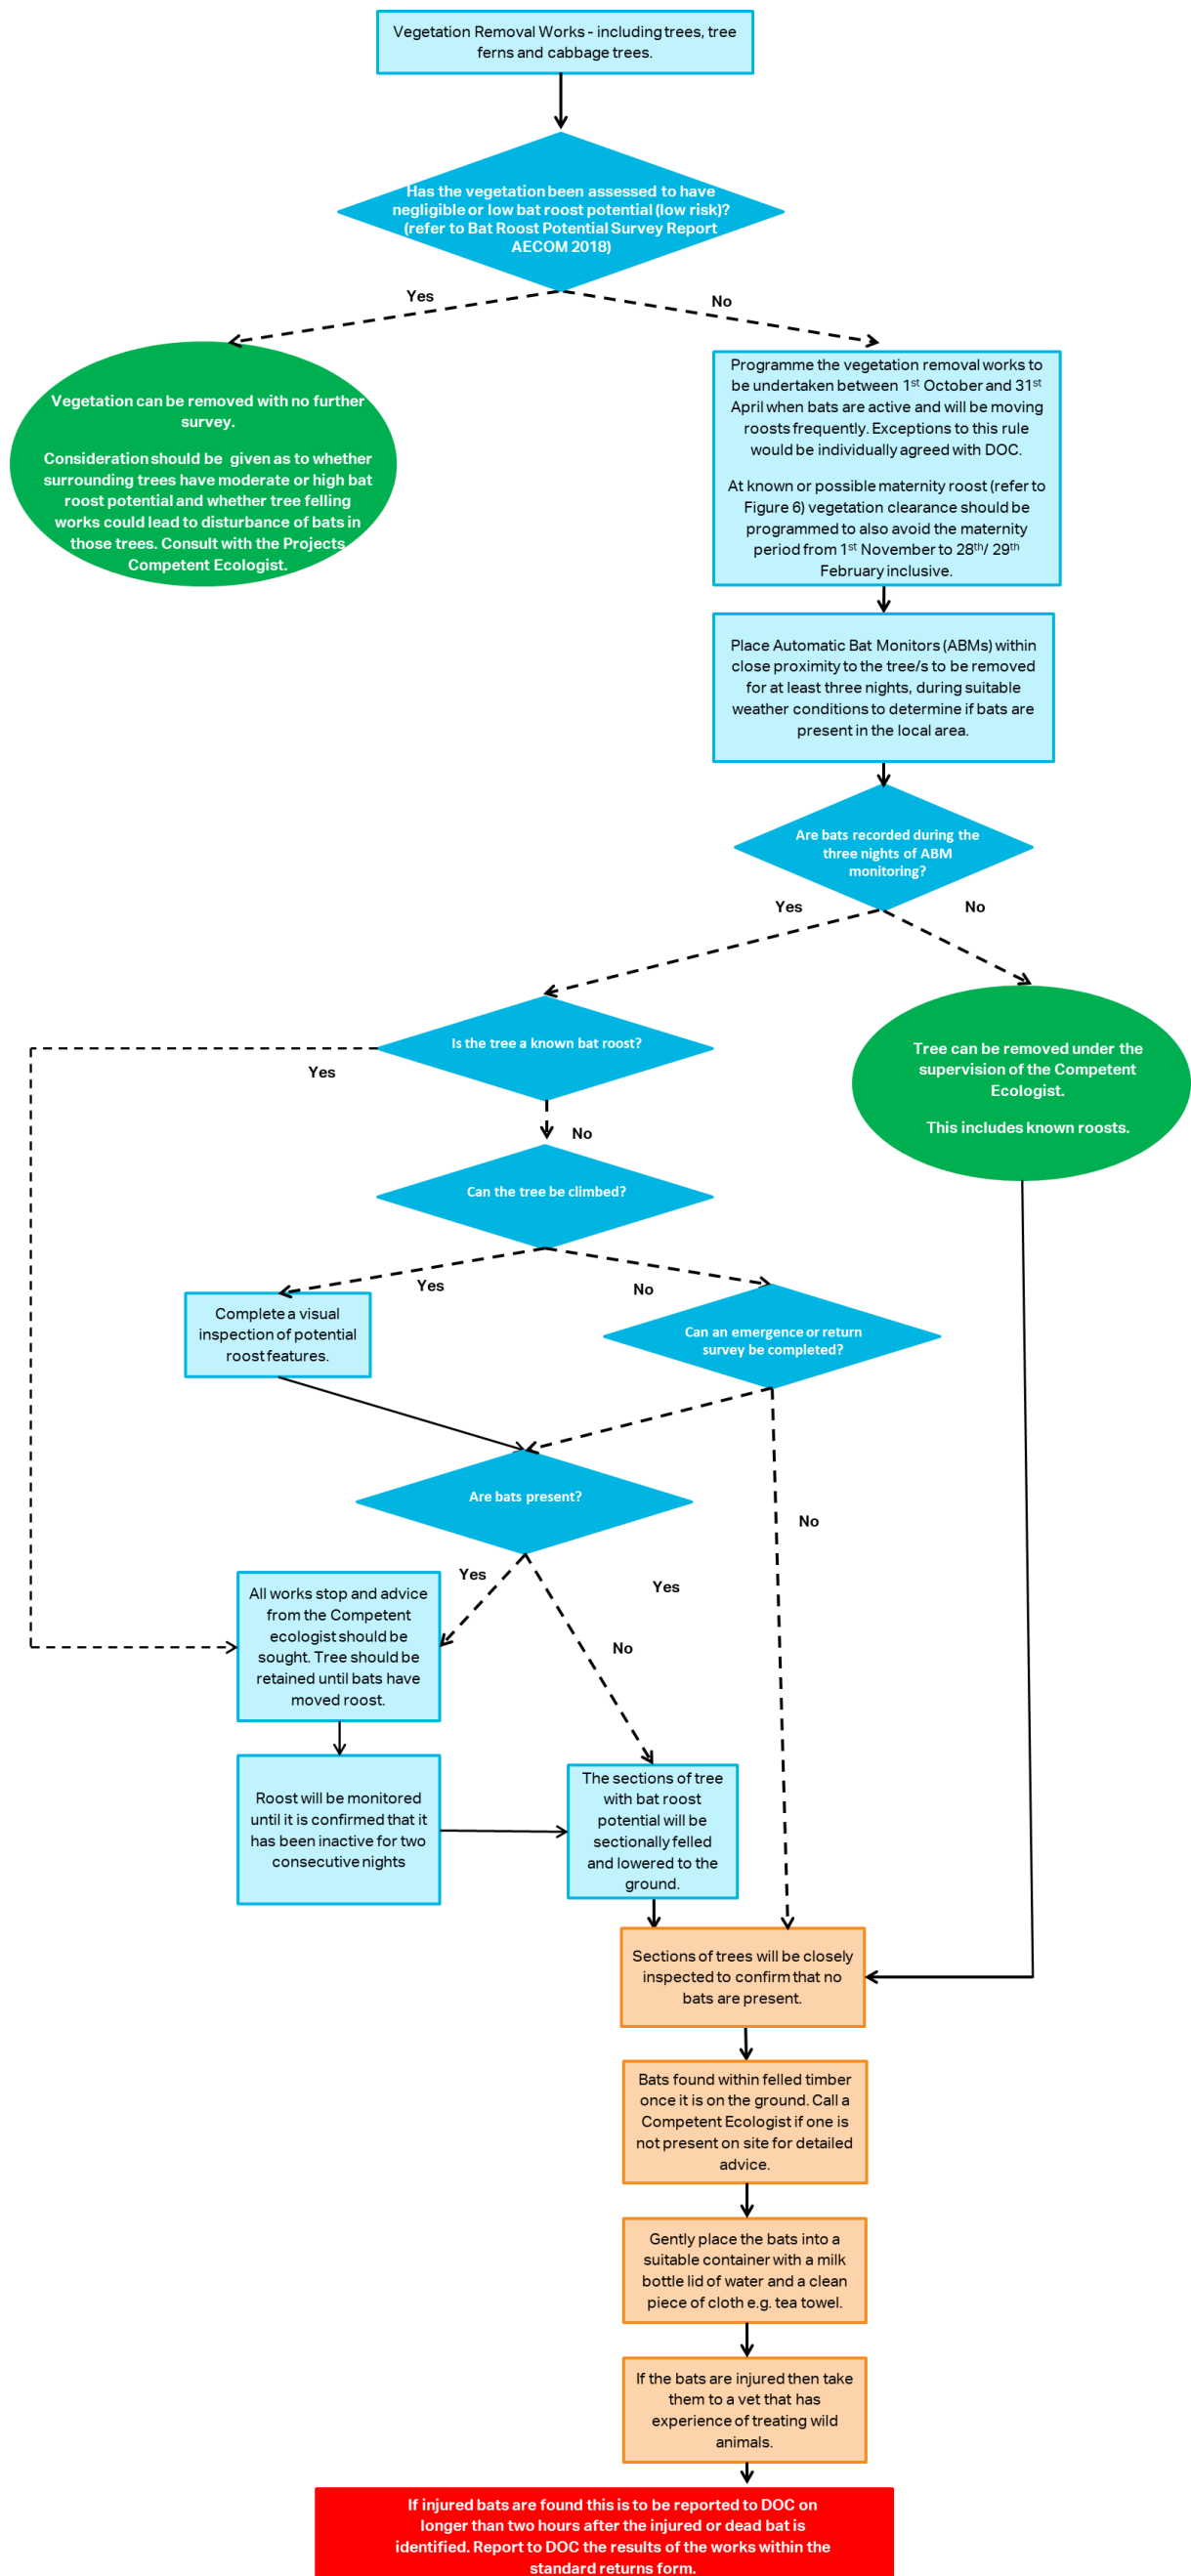 Vegetation Removal Works - including trees, tree
ferns and cabbage trees.
Has the vegetation been assessed to have
negligible or low bat roost potential (low risk)?
(refer to Bat Roost Potential Survey Report
AECOM 2018)
Yes
No
Vegetation can be removed with no further
survey.
Consideration should be given as to whether
surrounding trees have moderate or high bat
roost potential and whether tree felling
works could lead to disturbance of bats in
those trees. Consult with the Projects
Competent Ecologist.
Programme the vegetation removal works to
be undertaken between 1st October and 31st
April when bats are active and will be moving
roosts frequently. Exceptions to this rule
would be individually agreed with DOC.
At known or possible maternity roost (refer to
Figure 6) vegetation clearance should be
programmed to also avoid the maternity
period from 1st November to 28th/ 29th
February inclusive.
Place Automatic Bat Monitors (ABMs) within
close proximity to the tree/s to be removed
for at least three nights, during suitable
weather conditions to determine if bats are
present in the local area.
Are bats recorded during the
three nights of ABM
monitoring?
Yes
No
Is the tree a known bat roost?
Yes
No
Tree can be removed under the
supervision of the Competent
Ecologist.
This includes known roosts.
Can the tree be climbed?
Yes
No
Complete a visual
inspection of potential
roost features.
Can an emergence or return
survey be completed?
Are bats present?
No
Yes
Yes
No
All works stop and advice
from the Competent
ecologist should be
sought. Tree should be
retained until bats have
moved roost.
Roost will be monitored
until it is confirmed that it
has been inactive for two
consecutive nights
The sections of tree
with bat roost
potential will be
sectionally felled
and lowered to the
ground.
Sections of trees will be closely
inspected to confirm that no
bats are present.
Bats found within felled timber
once it is on the ground. Call a
Competent Ecologist if one is
not present on site for detailed
advice.
Gently place the bats into a
suitable container with a milk
bottle lid of water and a clean
piece of cloth e.g. tea towel.
If the bats are injured then take
them to a vet that has
experience of treating wild
animals.
If injured bats are found this is to be reported to DOC on
longer than two hours after the injured or dead bat is
identified. Report to DOC the results of the works within the
standard returns form.